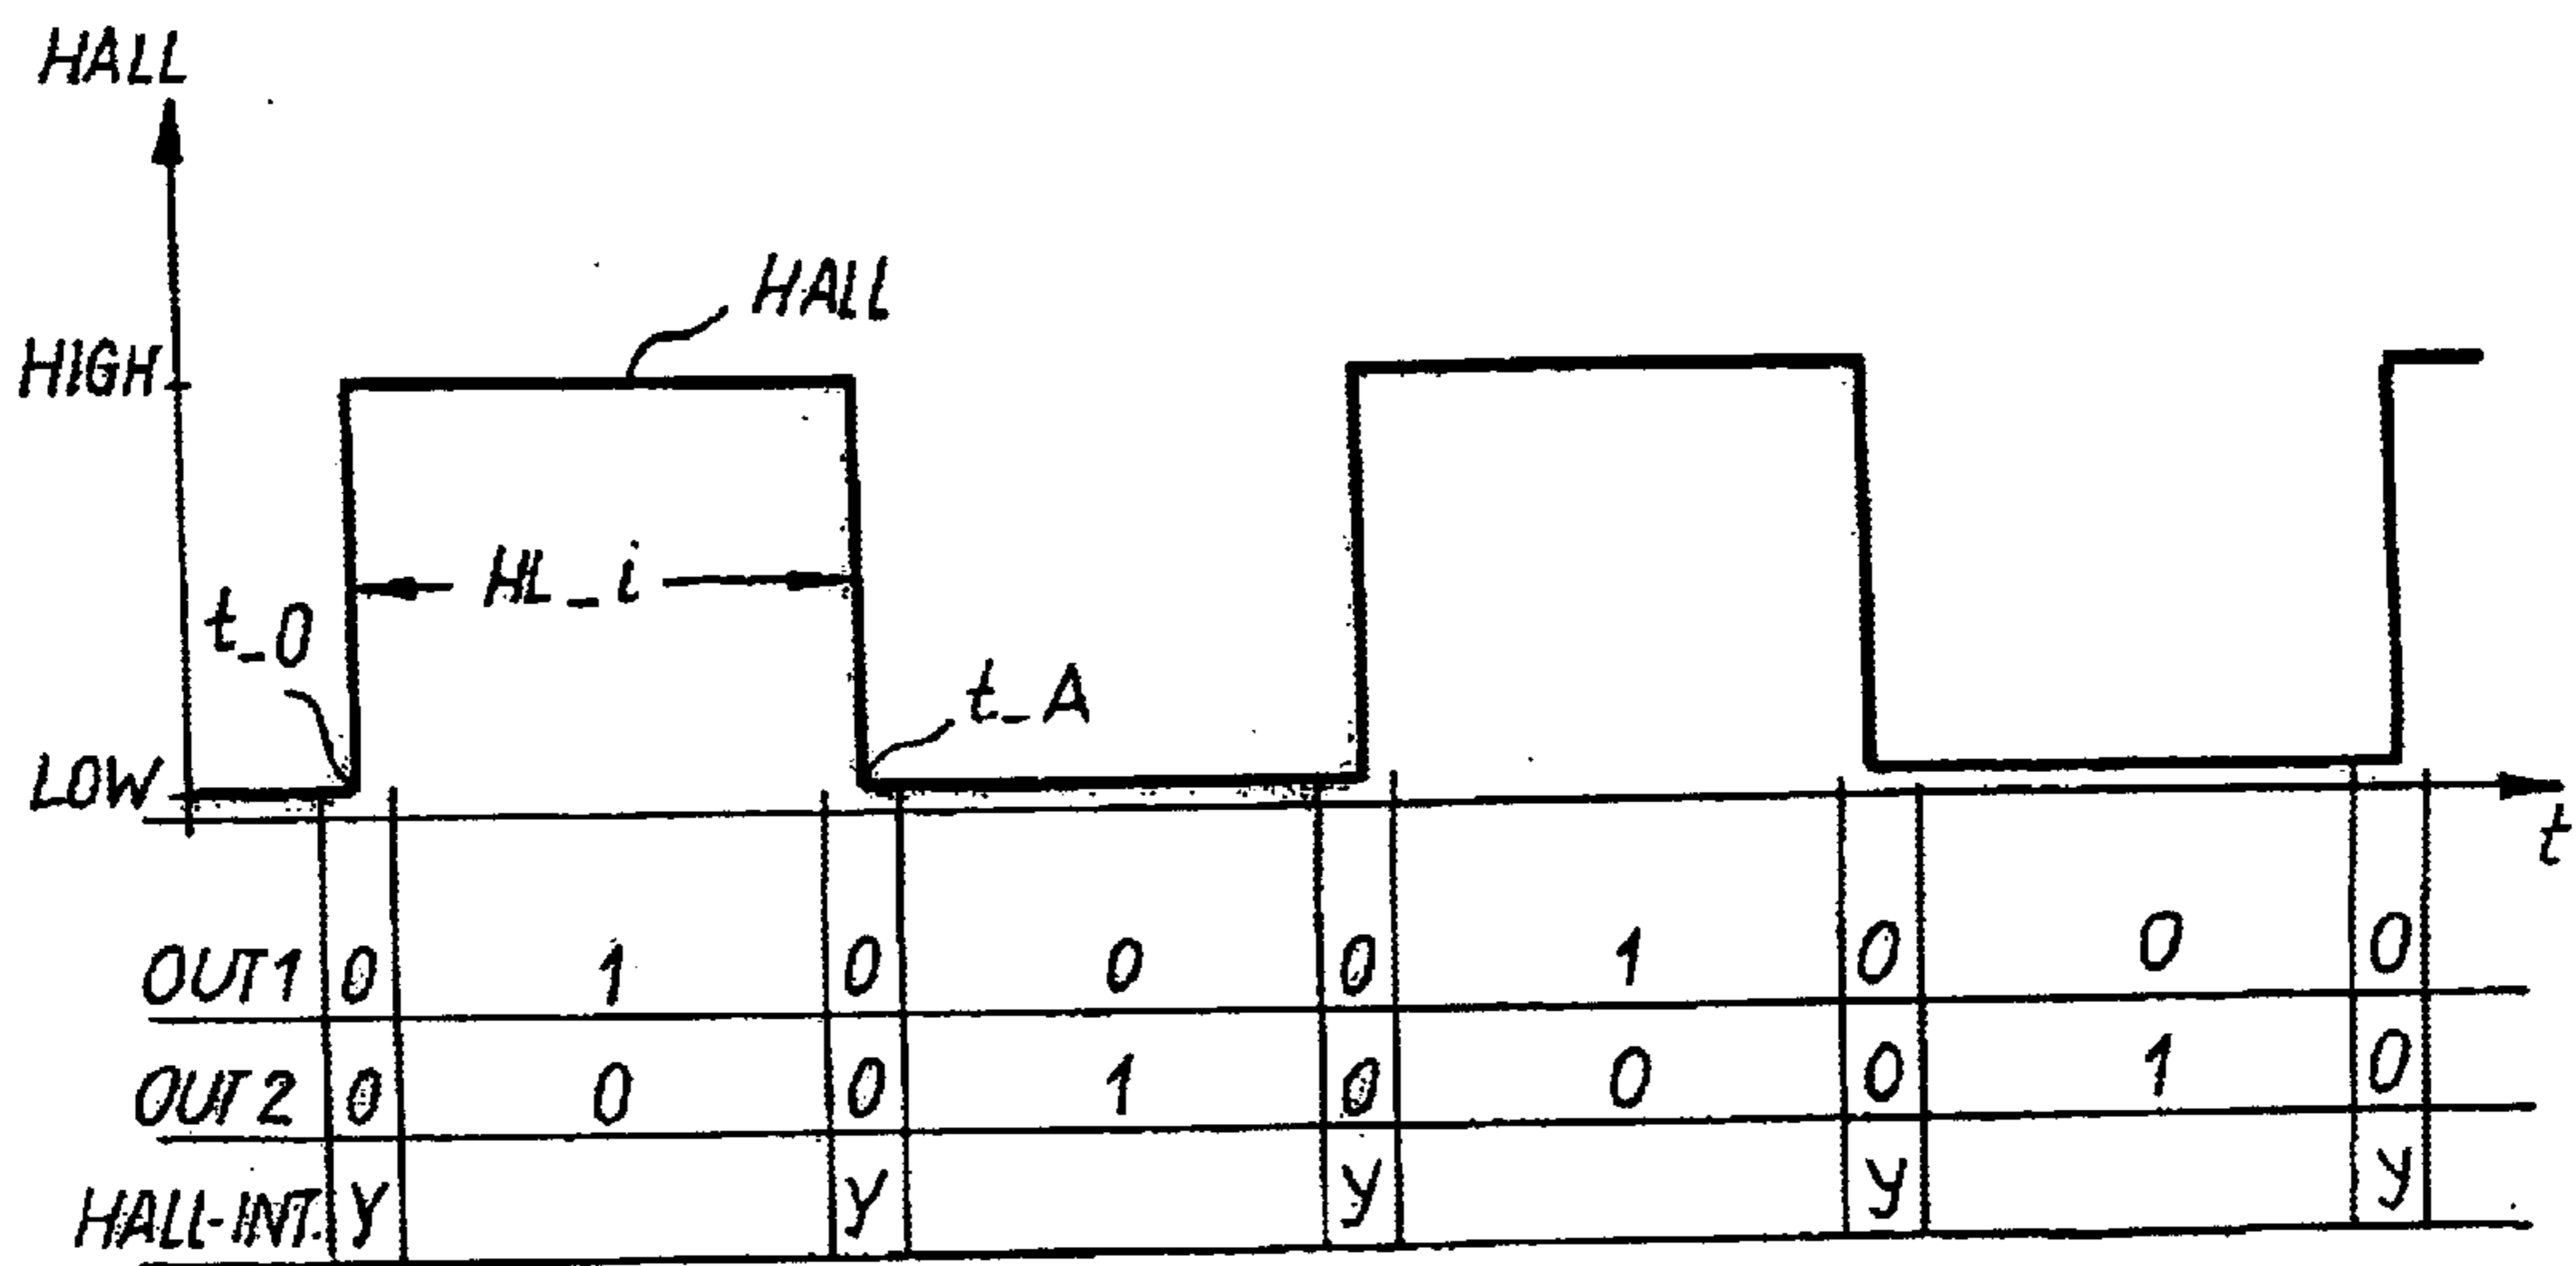 HALL
HALL
HIGH
HL_i
t_0
t_A
LOW
t
OUT1 0 1 0 0 0 1 0 0 0
OUT2 0 0 0 1 0 0 0 1 0
HALL-INT. Y Y Y Y Y